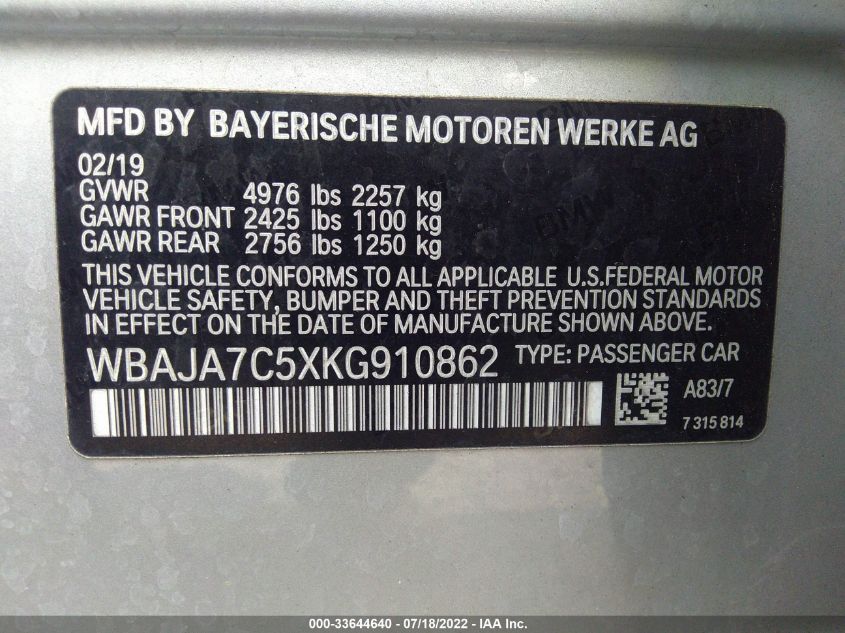 MFD BY BAYERISCHE MOTOREN WERKE AG
02/19
GVWR 4976 lbs 2257 kg
GAWR FRONT 2425 lbs 1100 kg
GAWR REAR 2756 lbs 1250 kg
THIS VEHICLE CONFORMS TO ALL APPLICABLE U.S.FEDERAL MOTOR
VEHICLE SAFETY, BUMPER AND THEFT PREVENTION STANDARDS
IN EFFECT ON THE DATE OF MANUFACTURE SHOWN ABOVE.
WBAJA7C5XKG910862 TYPE: PASSENGER CAR
A83/7
7 315 814
000-33644640 - 07/18/2022 - IAA Inc.